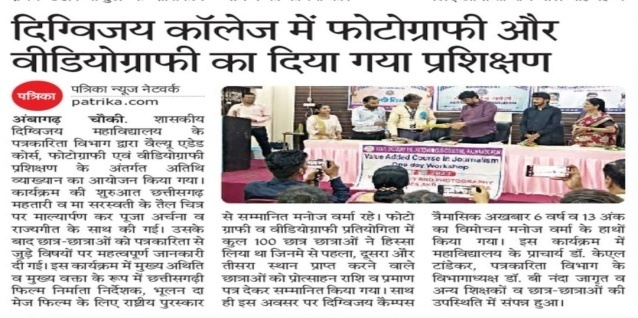 दिग्विजय कॉलेज में फोटोग्राफी और
वीडियोग्राफी का दिया गया प्रशिक्षण
पत्रिका
पत्रिका न्यूज नेटवर्क
patrika.com
अंबागढ़ चौकी. शासकीय
दिग्विजय महाविद्यालय के
पत्रकारिता विभाग द्वारा वैल्यू एडेड
कोर्स, फोटोग्राफी एवं वीडियोग्राफी
प्रशिक्षण के अंतर्गत अतिथि
व्याख्यान का आयोजन किया गया।
कार्यक्रम की शुरुआत छत्तीसगढ़
महतारी व मा सरस्वती के तैल चित्र
पर माल्यार्पण कर पूजा अर्चना व
राज्यगीत के साथ की गई। उसके
बाद छात्र-छात्राओं को पत्रकारिता से
जुड़े विषयों पर महत्वपूर्ण जानकारी
दी गई। इस कार्यक्रम में मुख्य अतिथि
व मुख्य वक्ता के रूप में छत्तीसगढ़ी
फिल्म निर्माता निर्देशक, भूलन दा
मेज फिल्म के लिए राष्ट्रीय पुरस्कार
Value Added Course in Journalism
One day Workshop
से सम्मानित मनोज वर्मा रहे। फोटो
ग्राफी व वीडियोग्राफी प्रतियोगिता में
कुल 100 छात्र छात्राओं ने हिस्सा
लिया था जिनमे से पहला, दूसरा और
तीसरा स्थान प्राप्त करने वाले
छात्राओं को प्रोत्साहन राशि व प्रमाण
पत्र देकर सम्मानित किया गया। साथ
ही इस अवसर पर दिग्विजय कैम्पस
त्रैमासिक अखबार 6 वर्ष व 13 अंक
का विमोचन मनोज वर्मा के हाथों
किया गया। इस कार्यक्रम में
महाविद्यालय के प्राचार्य डॉ. केएल
टांडेकर, पत्रकारिता विभाग के
विभागाध्यक्ष डॉ. बी नंदा जागृत व
अन्य शिक्षकों व छात्र-छात्राओं की
उपस्थिति में संपन्न हुआ।